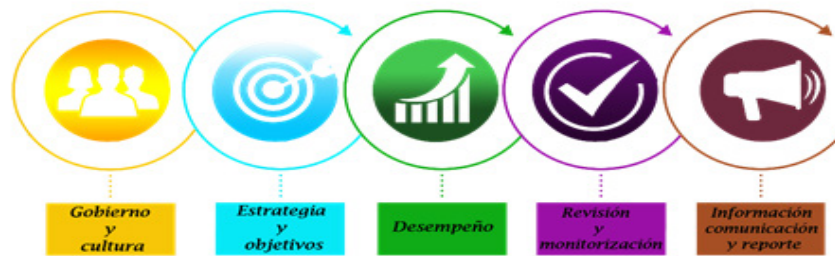 Gobierno
y
cultura
Estrategia
y
objetivos
Desempeño
Revisión
y
monitorización
Información
comunicación
y reporte